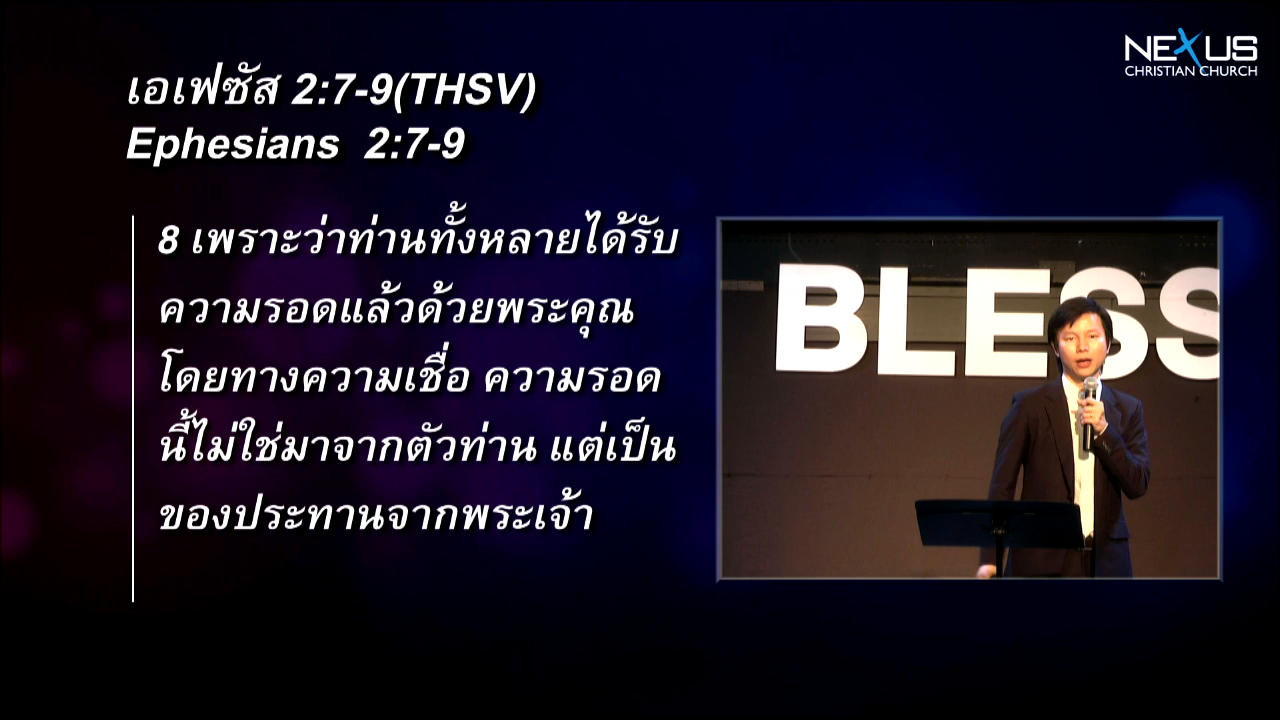 เอเฟซัส 2:7-9(THSV)
Ephesians 2:7-9
8 เพราะว่าท่านทั้งหลายได้รับ
ความรอดแล้วด้วยพระคุณ
โดยทางความเชื่อ ความรอด
นี้ไม่ใช่มาจากตัวท่าน แต่เป็น
ของประทานจากพระเจ้า
NEXUS
CHRISTIAN CHURCH
BLESS